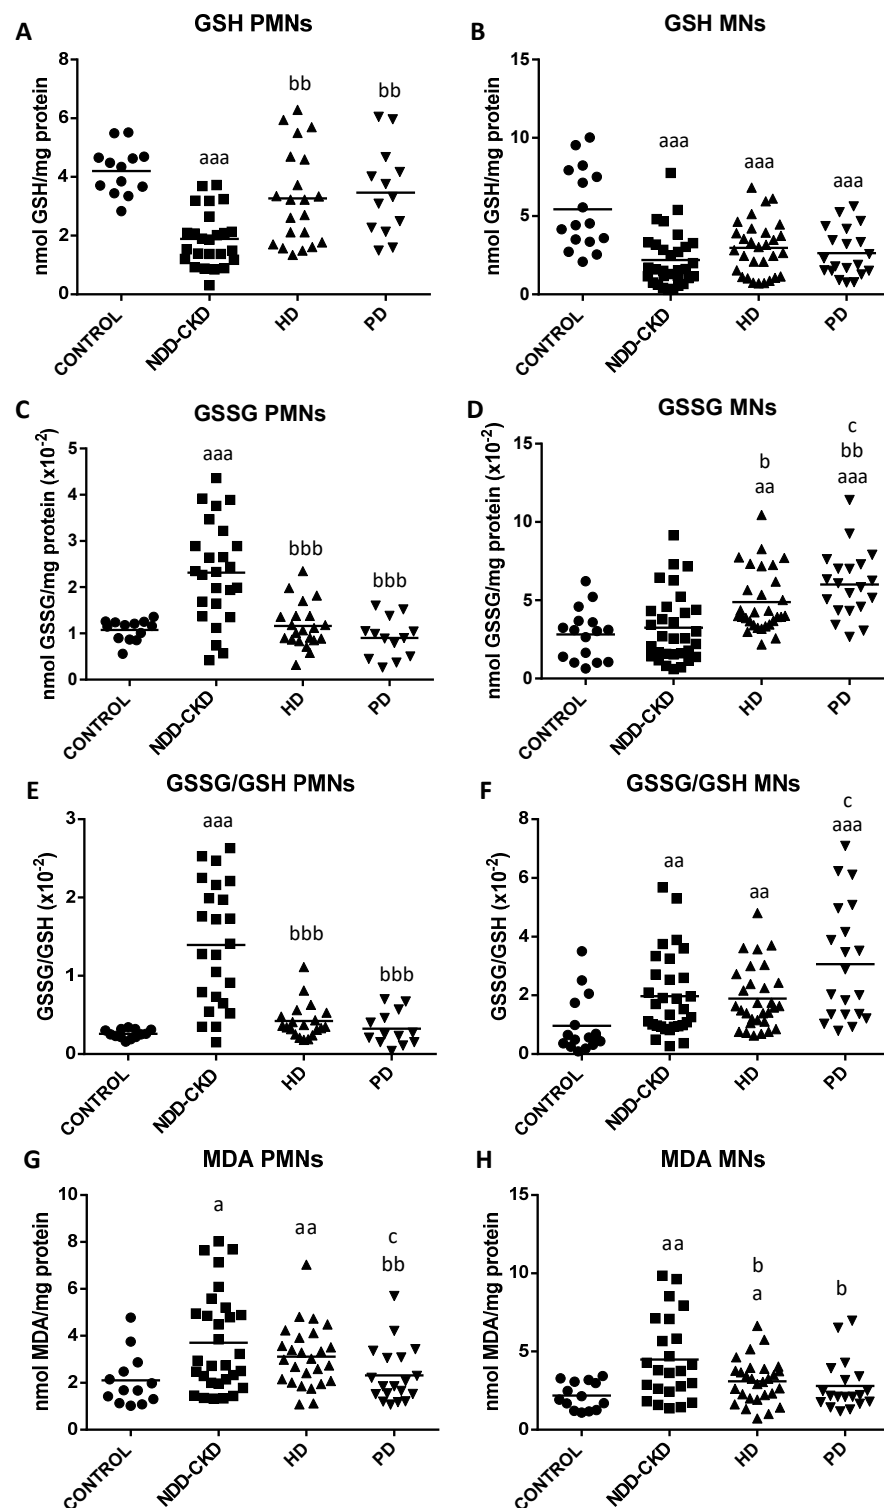 A
GSH PMNs
nmol GSH/mg protein
8
6
4
2
0
aaa
bb
bb
CONTROL
NDD-CKD
HD
PD
B
GSH MNs
nmol GSH/mg protein
15
10
5
0
aaa
aaa
aaa
CONTROL
NDD-CKD
HD
PD
C
GSSG PMNs
nmol GSSG/mg protein (x10⁻²)
5
4
3
2
1
0
aaa
bbb
bbb
CONTROL
NDD-CKD
HD
PD
D
GSSG MNs
nmol GSSG/mg protein (x10⁻²)
15
10
5
0
b
aa
c
bb
aaa
CONTROL
NDD-CKD
HD
PD
E
GSSG/GSH PMNs
GSSG/GSH (x10⁻²)
3
2
1
0
aaa
bbb
bbb
CONTROL
NDD-CKD
HD
PD
F
GSSG/GSH MNs
GSSG/GSH (x10⁻²)
8
6
4
2
0
aa
aa
c
aaa
CONTROL
NDD-CKD
HD
PD
G
MDA PMNs
nmol MDA/mg protein
10
8
6
4
2
0
a
aa
c
bb
CONTROL
NDD-CKD
HD
PD
H
MDA MNs
nmol MDA/mg protein
15
10
5
0
aa
b
a
b
CONTROL
NDD-CKD
HD
PD